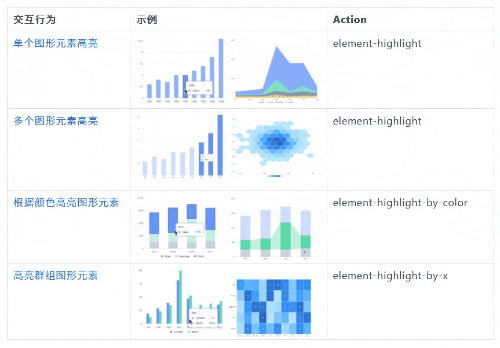 交互行为 示例 Action
单个图形元素高亮 element-highlight
多个图形元素高亮 element-highlight
根据颜色高亮图形元素 element-highlight-by-color
高亮群组图形元素 element-highlight-by-x